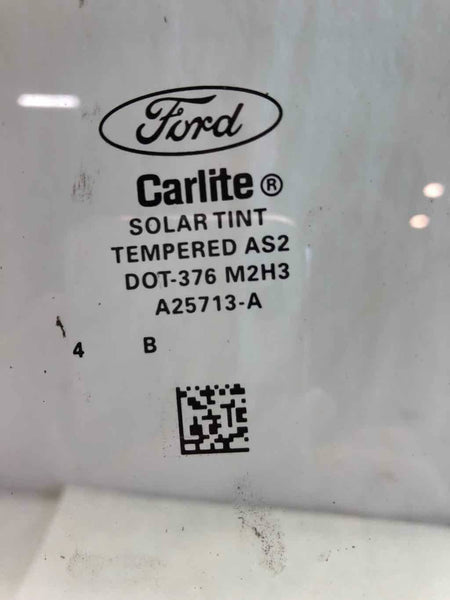 Ford
Carlite®
SOLAR TINT
TEMPERED AS2
DOT-376 M2H3
A25713-A
4 B